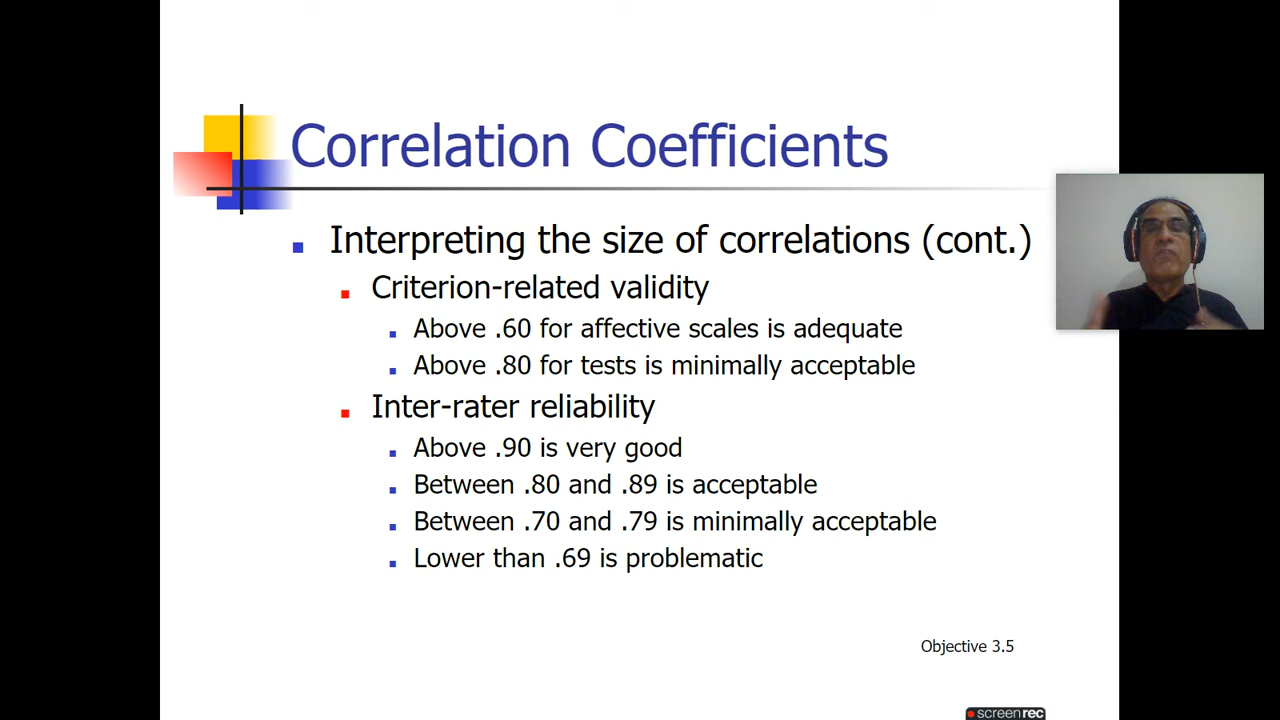 Correlation Coefficients
Interpreting the size of correlations (cont.)
Criterion-related validity
Above .60 for affective scales is adequate
Above .80 for tests is minimally acceptable
Inter-rater reliability
Above .90 is very good
Between .80 and .89 is acceptable
Between .70 and .79 is minimally acceptable
Lower than .69 is problematic
Objective 3.5
screenrec